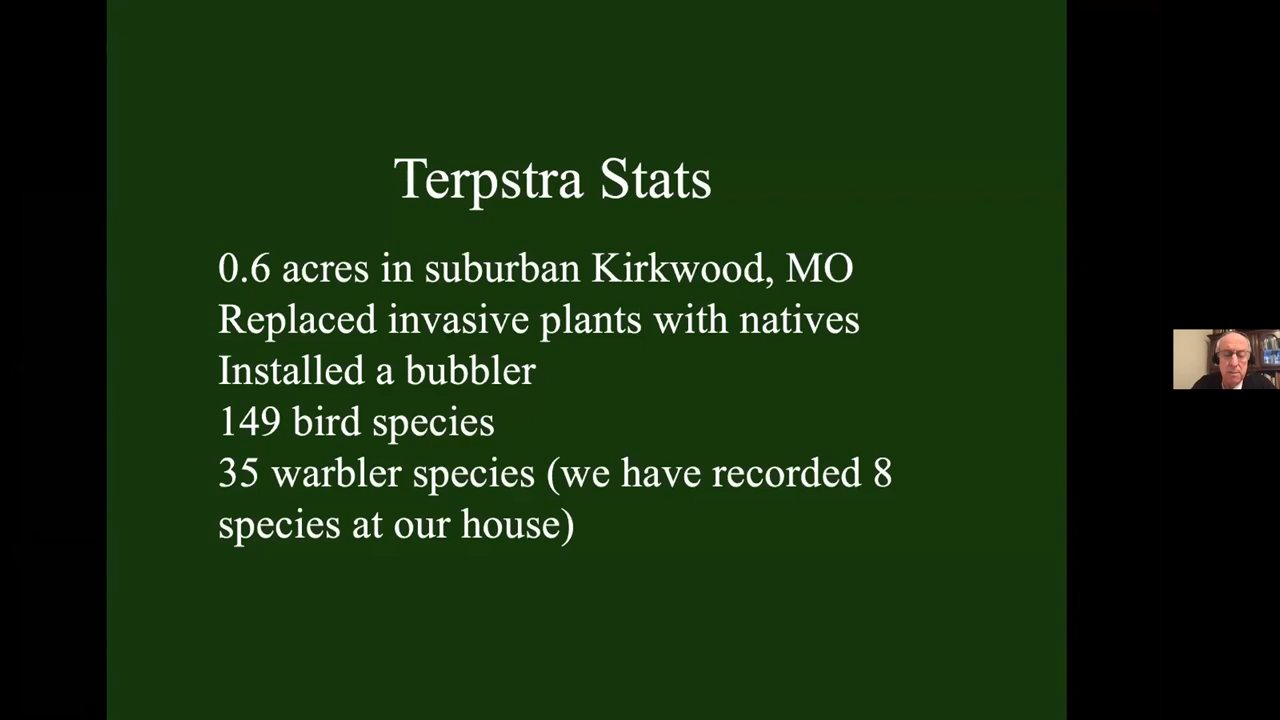 Terpstra Stats
0.6 acres in suburban Kirkwood, MO
Replaced invasive plants with natives
Installed a bubbler
149 bird species
35 warbler species (we have recorded 8
species at our house)